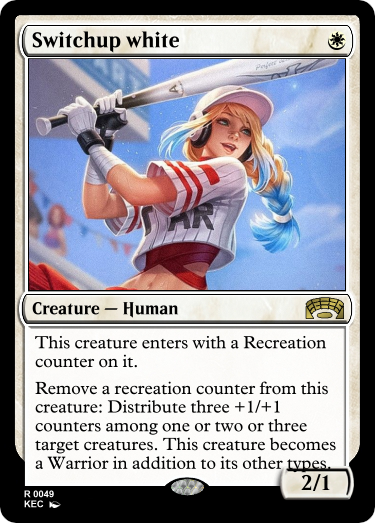 Switchup white
Creature — Human
This creature enters with a Recreation
counter on it.
Remove a recreation counter from this
creature: Distribute three +1/+1
counters among one or two or three
target creatures. This creature becomes
a Warrior in addition to its other types.
2/1
R 0049
KEC